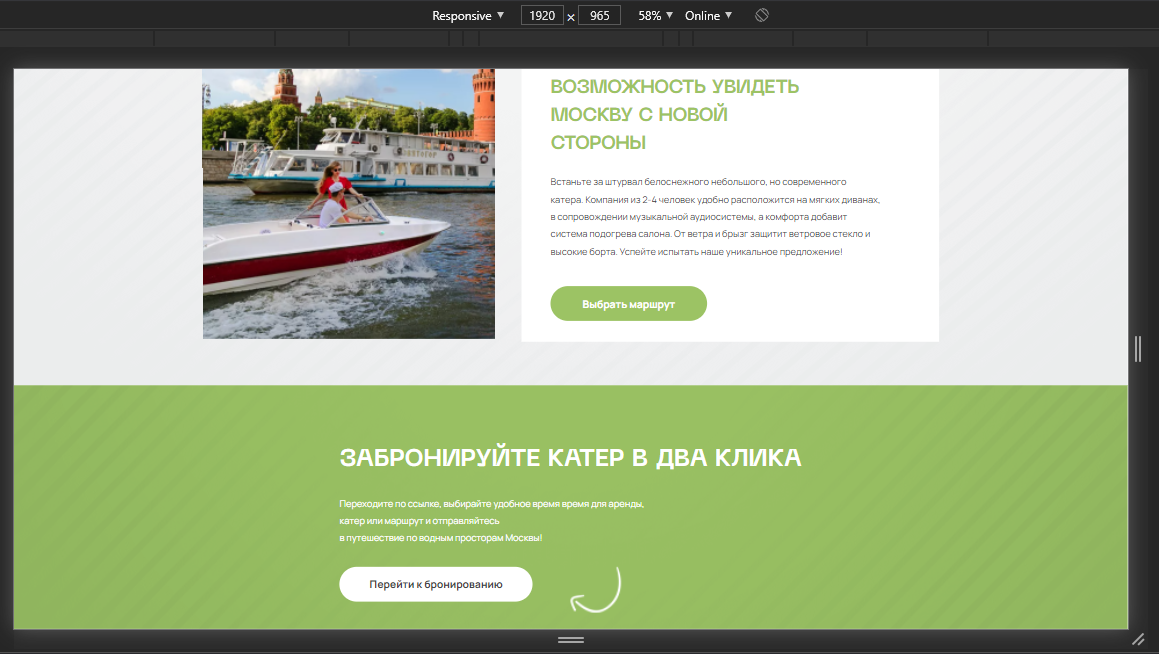 Responsive
1920 x 965
58%
Online
ВОЗМОЖНОСТЬ УВИДЕТЬ
МОСКВУ С НОВОЙ
СТОРОНЫ
Встаньте за штурвал белоснежного небольшого, но современного
катера. Компания из 2-4 человек удобно расположится на мягких диванах,
в сопровождении музыкальной аудиосистемы, а комфорта добавит
система подогрева салона. От ветра и брызг защитит ветровое стекло и
высокие борта. Успейте испытать наше уникальное предложение!
Выбрать маршрут
ЗАБРОНИРУЙТЕ КАТЕР В ДВА КЛИКА
Переходите по ссылке, выбирайте удобное время время для аренды,
катер или маршрут и отправляйтесь
в путешествие по водным просторам Москвы!
Перейти к бронированию